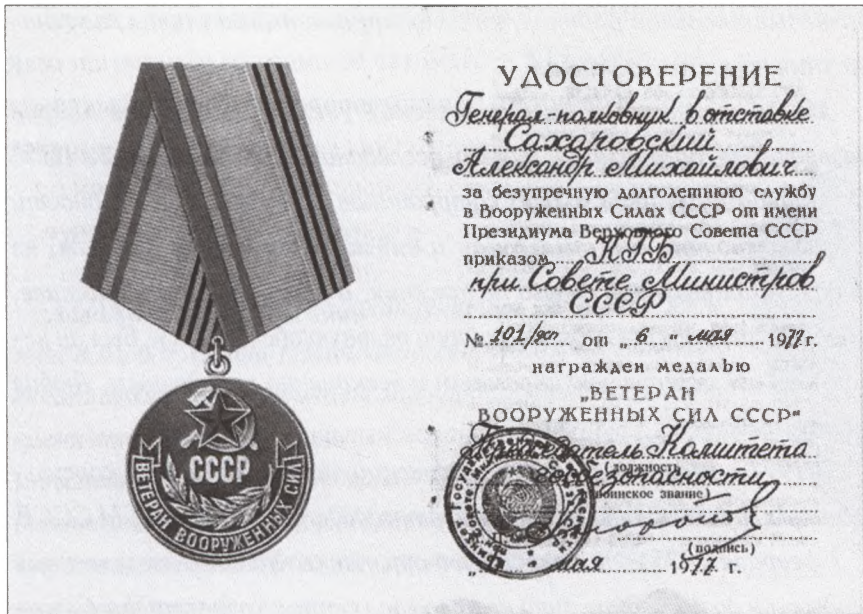 СССР
ВЕТЕРАН ВООРУЖЕННЫХ СИЛ
УДОСТОВЕРЕНИЕ
Генерал-полковник в отставке
Сахаровский
Александр Михайлович
за безупречную долголетнюю службу
в Вооруженных Силах СССР от имени
Президиума Верховного Совета СССР
приказом КГБ
при Совете Министров
СССР
№ 101/лс от „6" мая 1977 г.
награжден медалью
„ВЕТЕРАН
ВООРУЖЕННЫХ СИЛ СССР"
Председатель Комитета
(должность
госбезопасности
воинское звание)
(подпись)
мая 1977 г.